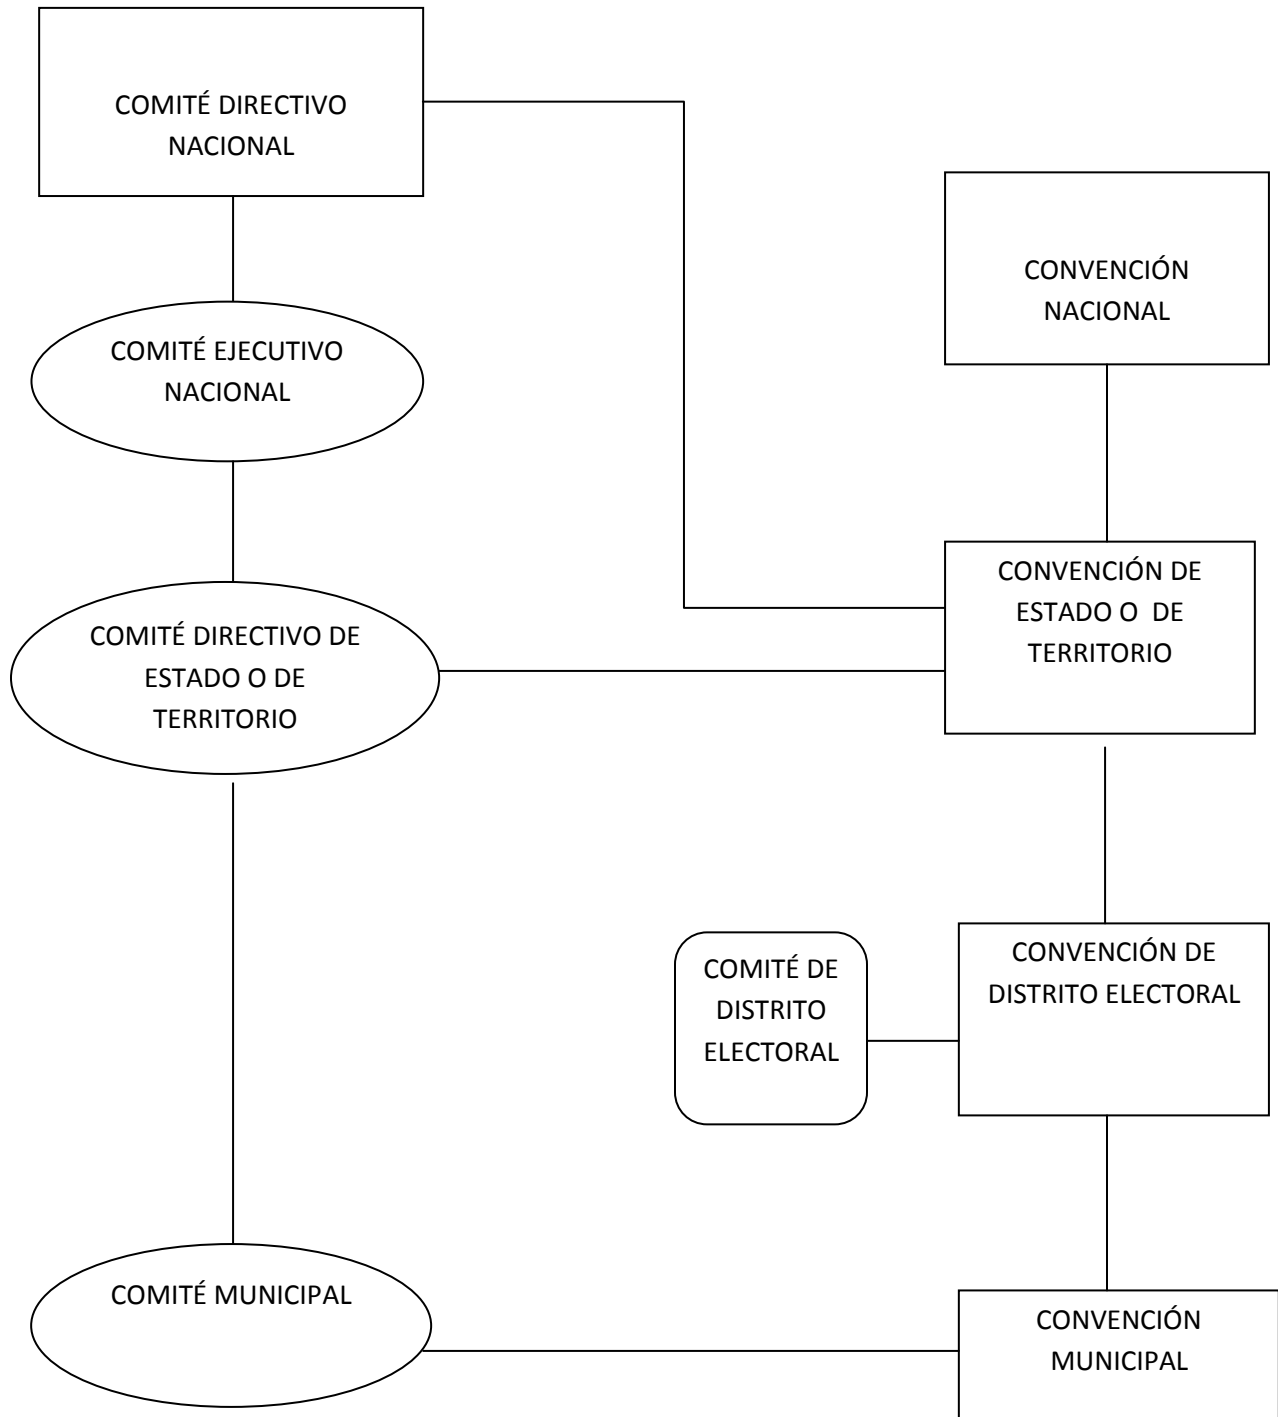 COMITÉ DIRECTIVO
NACIONAL
CONVENCIÓN
NACIONAL
COMITÉ EJECUTIVO
NACIONAL
CONVENCIÓN DE
ESTADO O DE
TERRITORIO
COMITÉ DIRECTIVO DE
ESTADO O DE
TERRITORIO
CONVENCIÓN DE
DISTRITO ELECTORAL
COMITÉ DE
DISTRITO
ELECTORAL
COMITÉ MUNICIPAL
CONVENCIÓN
MUNICIPAL